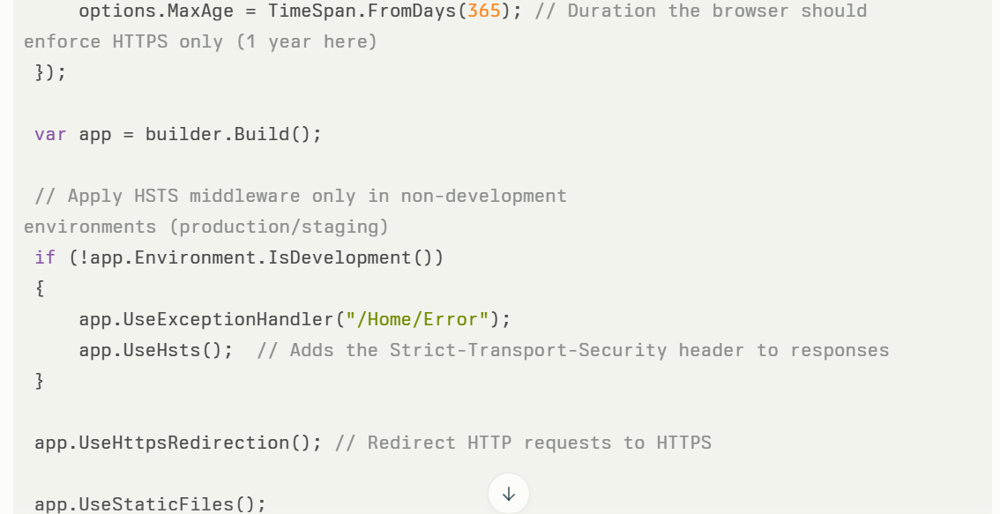 options.MaxAge = TimeSpan.FromDays(365); // Duration the browser should
enforce HTTPS only (1 year here)
});
var app = builder.Build();
// Apply HSTS middleware only in non-development
environments (production/staging)
if (!app.Environment.IsDevelopment())
{
app.UseExceptionHandler("/Home/Error");
app.UseHsts();  // Adds the Strict-Transport-Security header to responses
}
app.UseHttpsRedirection(); // Redirect HTTP requests to HTTPS
app.UseStaticFiles();